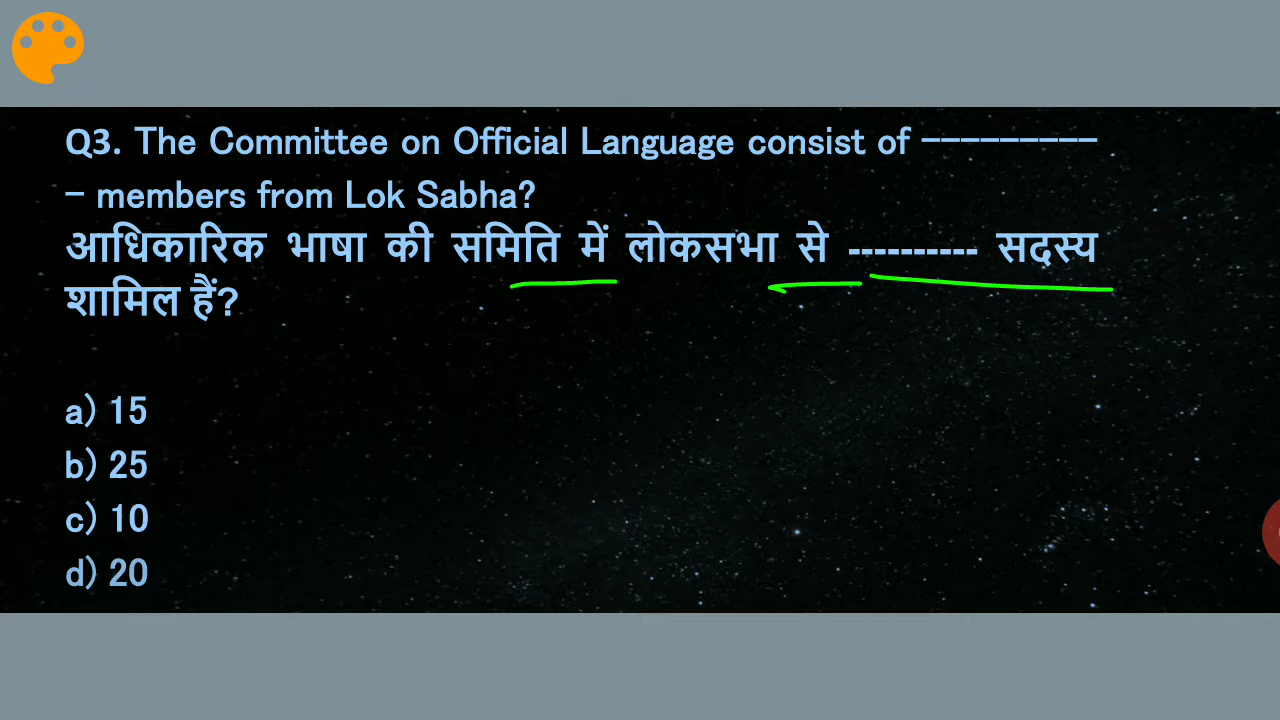 Q3. The Committee on Official Language consist of ----------
- members from Lok Sabha?
आधिकारिक भाषा की समिति में लोकसभा से ---------- सदस्य
शामिल हैं?
a) 15
b) 25
c) 10
d) 20